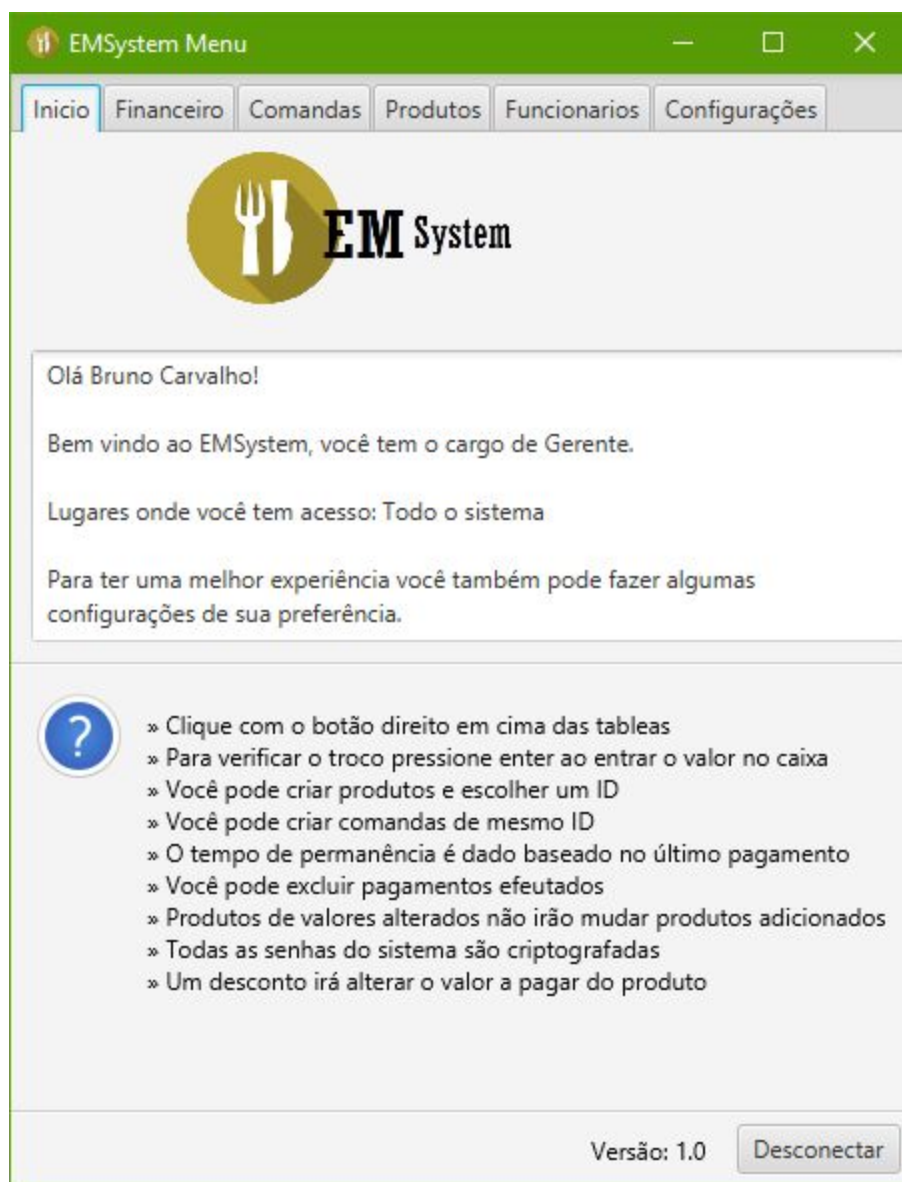 EMSystem Menu
Inicio Financeiro Comandas Produtos Funcionarios Configurações
EM System
Olá Bruno Carvalho!
Bem vindo ao EMSystem, você tem o cargo de Gerente.
Lugares onde você tem acesso: Todo o sistema
Para ter uma melhor experiência você também pode fazer algumas
configurações de sua preferência.
?
» Clique com o botão direito em cima das tableas
» Para verificar o troco pressione enter ao entrar o valor no caixa
» Você pode criar produtos e escolher um ID
» Você pode criar comandas de mesmo ID
» O tempo de permanência é dado baseado no último pagamento
» Você pode excluir pagamentos efeutados
» Produtos de valores alterados não irão mudar produtos adicionados
» Todas as senhas do sistema são criptografadas
» Um desconto irá alterar o valor a pagar do produto
Versão: 1.0 Desconectar